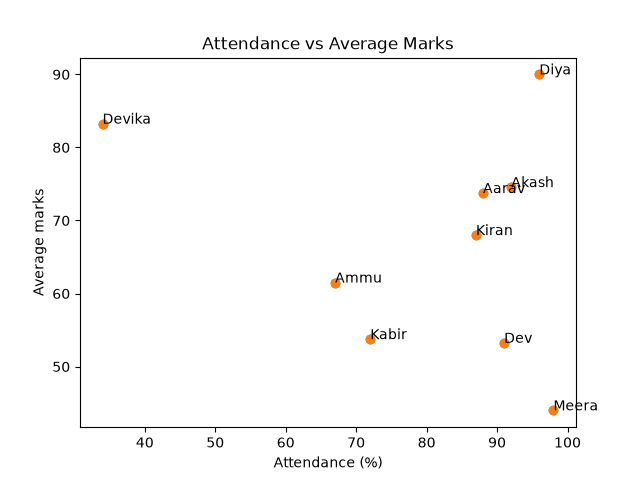 Attendance vs Average Marks
Average marks
90
80
70
60
50
Diya
Devika
Akash
Aarav
Kiran
Ammu
Kabir
Dev
Meera
40 50 60 70 80 90 100
Attendance (%)